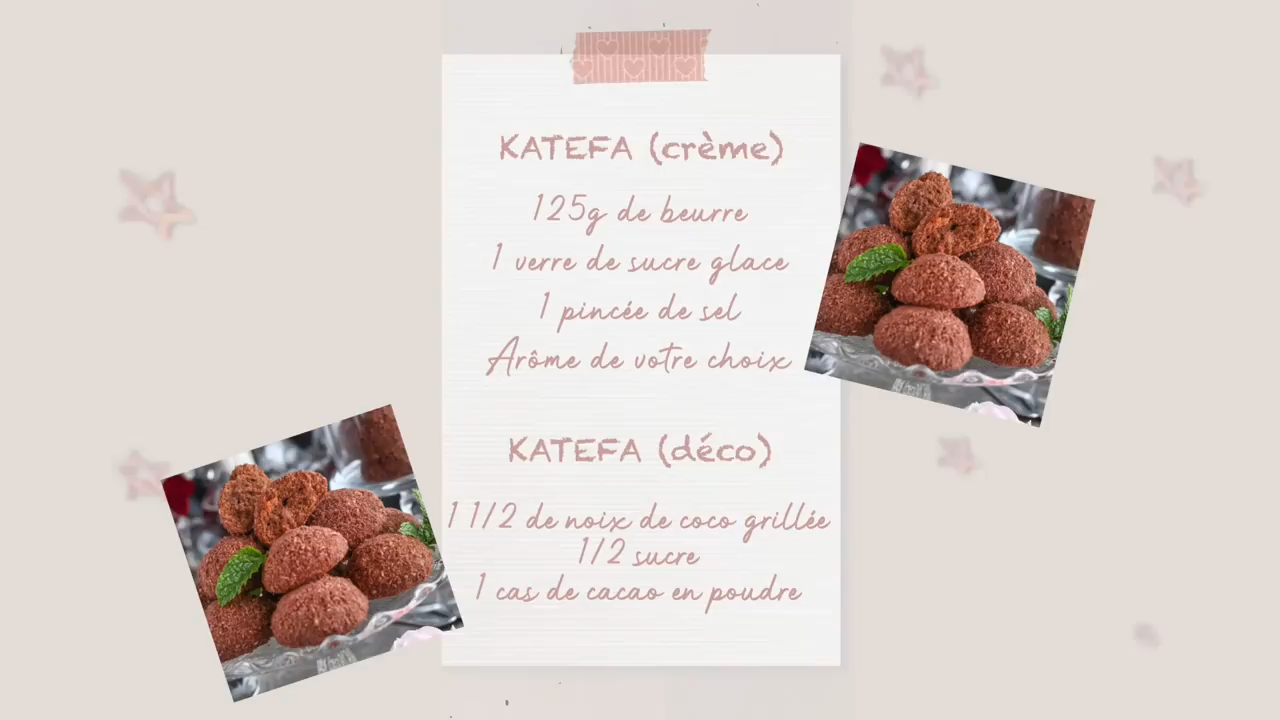 KATEFA (crème)
125g de beurre
1 verre de sucre glace
1 pincée de sel
Arôme de votre choix
KATEFA (déco)
1 1/2 de noix de coco grillée
1/2 sucre
1 cas de cacao en poudre